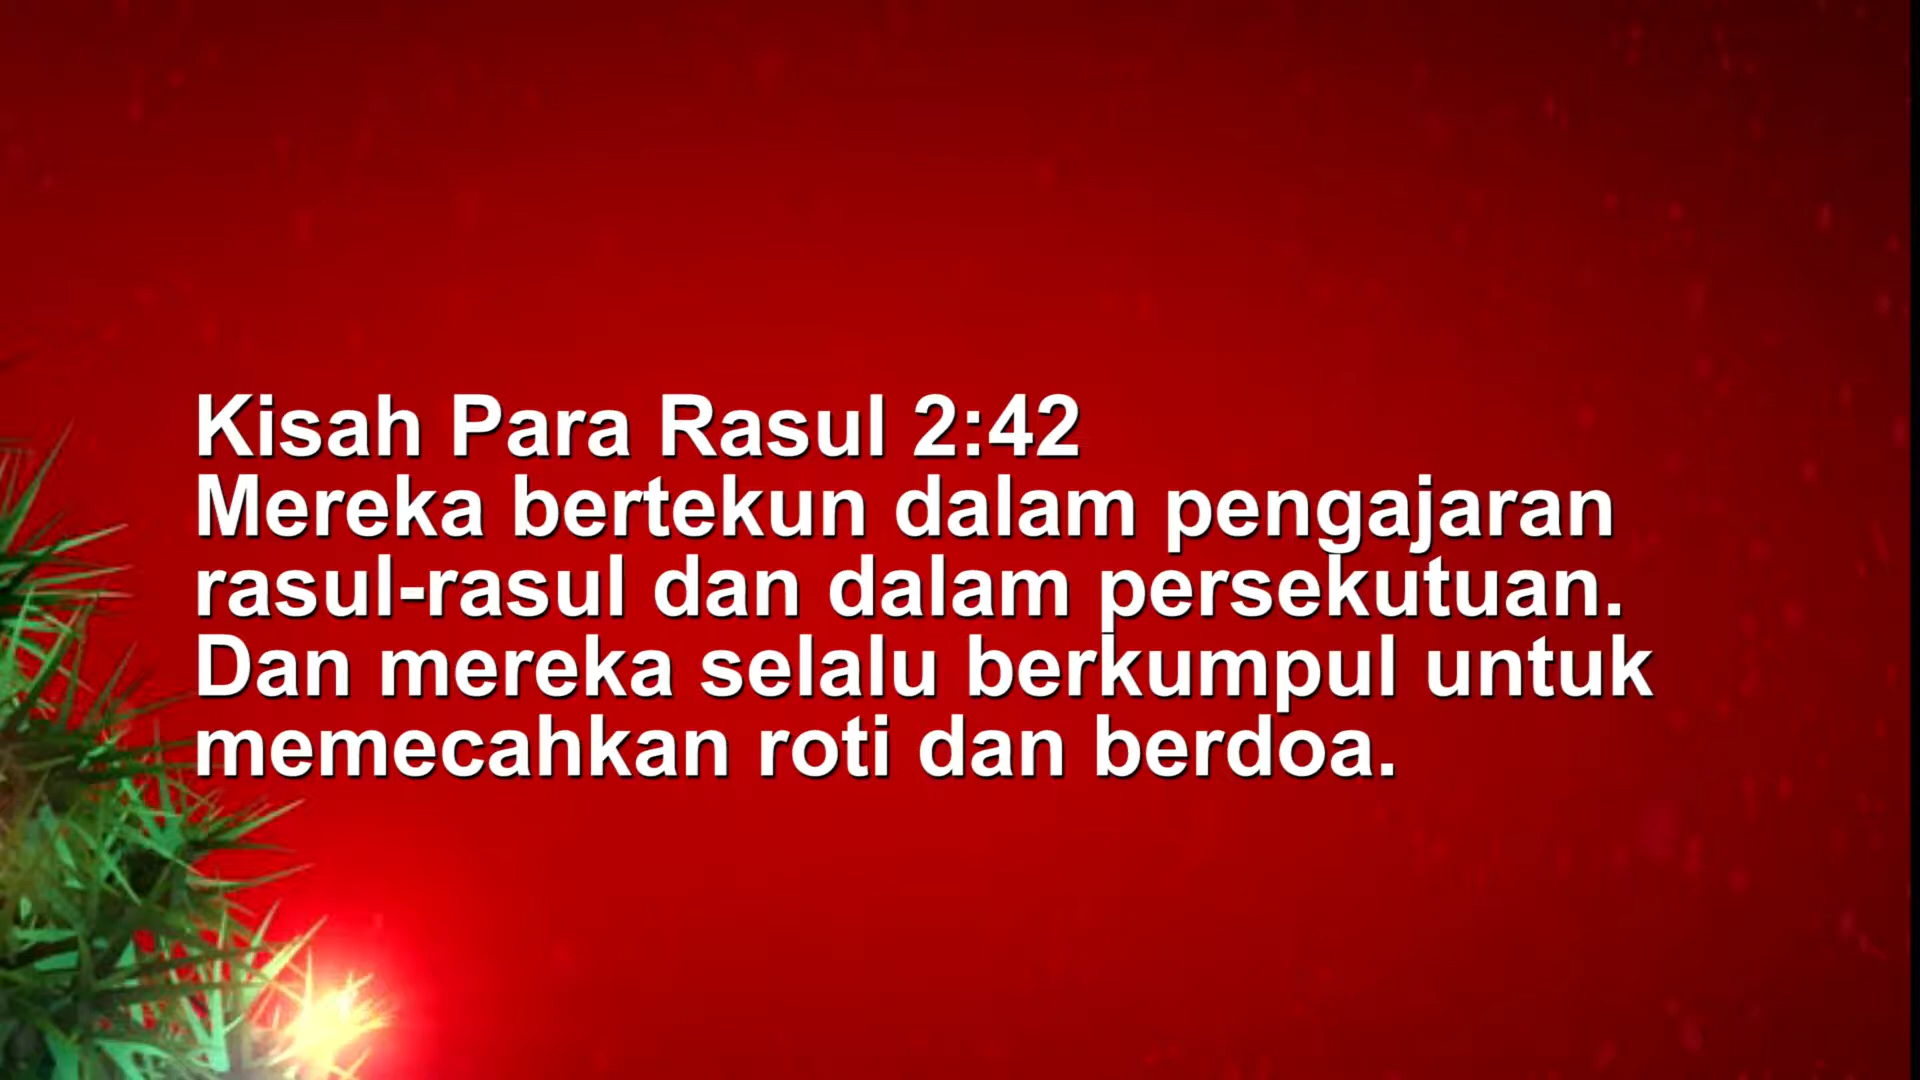 Kisah Para Rasul 2:42
Mereka bertekun dalam pengajaran
rasul-rasul dan dalam persekutuan.
Dan mereka selalu berkumpul untuk
memecahkan roti dan berdoa.